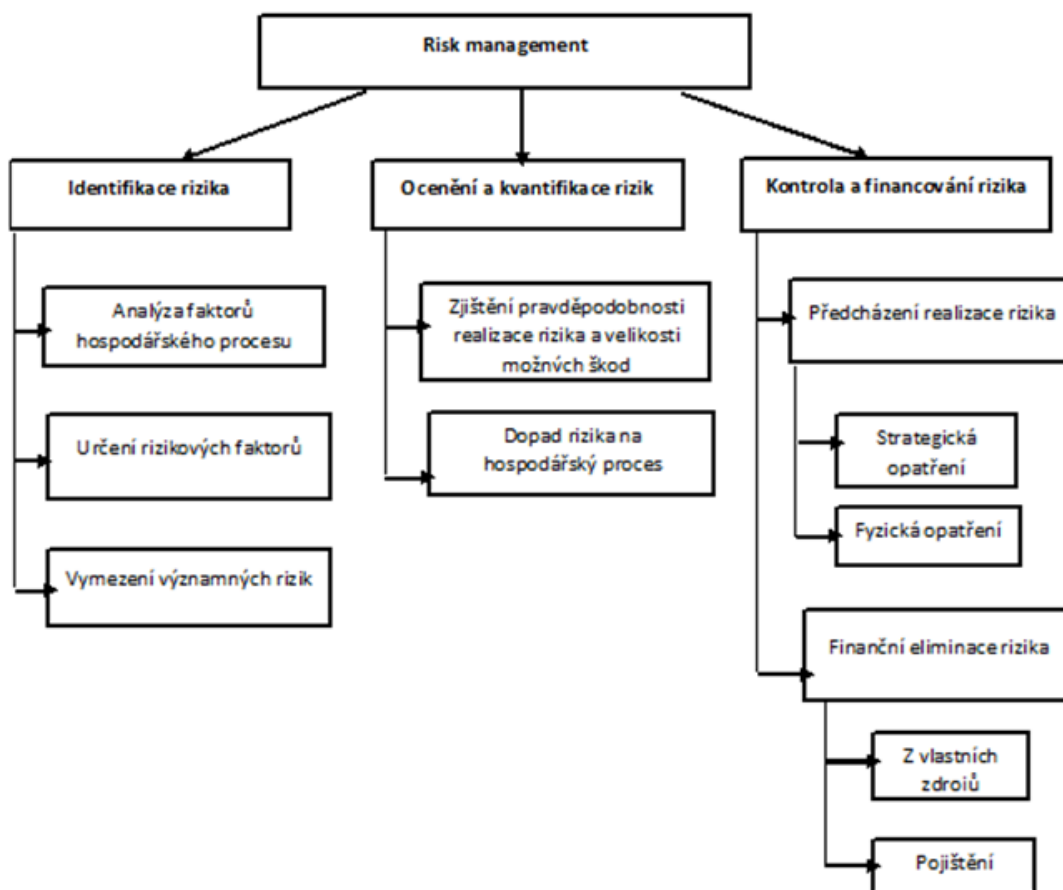 Risk management
Identifikace rizika
Ocenění a kvantifikace rizik
Kontrola a financování rizika
Analýza faktorů
hospodářského procesu
Určení rizikových faktorů
Vymezení významných rizik
Zjištění pravděpodobnosti
realizace rizika a velikosti
možných škod
Dopad rizika na
hospodářský proces
Předcházení realizace rizika
Strategická
opatření
Fyzická opatření
Finanční eliminace rizika
Z vlastních
zdroiů
Pojištění